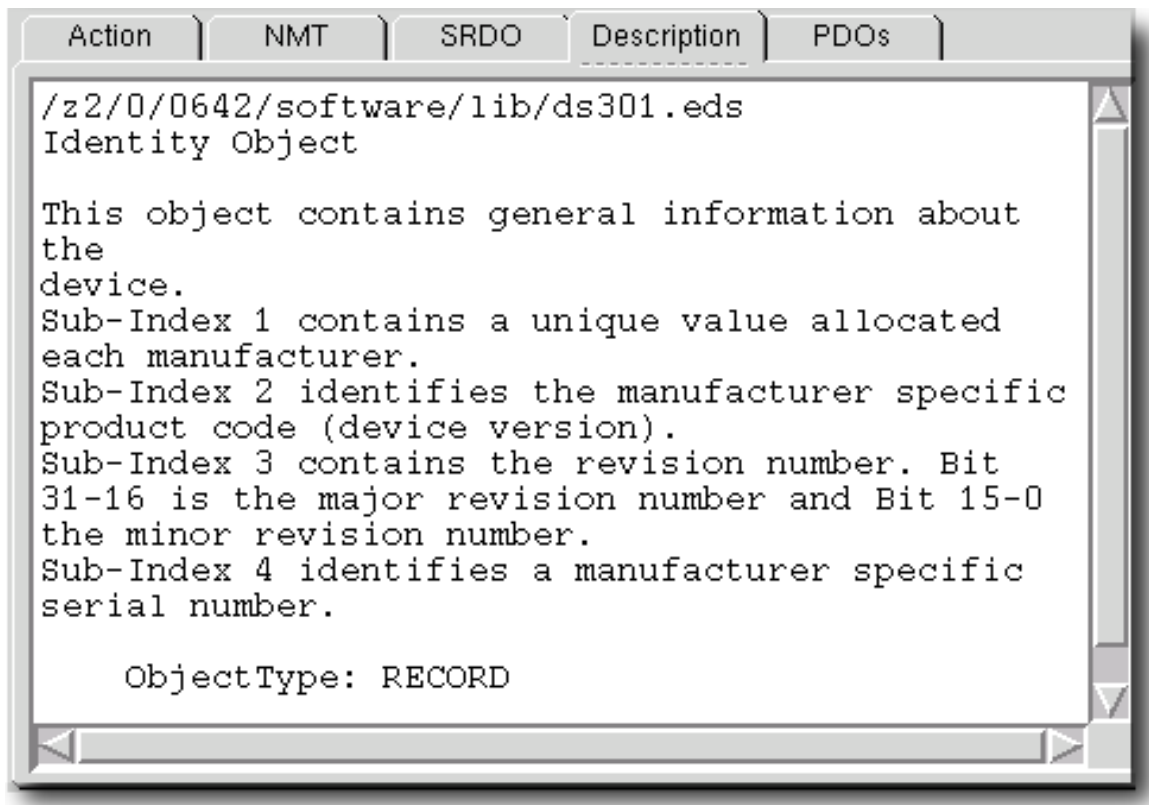 Action NMT SRDO Description PDOs
/z2/0/0642/software/lib/ds301.eds
Identity Object
This object contains general information about
the
device.
Sub-Index 1 contains a unique value allocated
each manufacturer.
Sub-Index 2 identifies the manufacturer specific
product code (device version).
Sub-Index 3 contains the revision number. Bit
31-16 is the major revision number and Bit 15-0
the minor revision number.
Sub-Index 4 identifies a manufacturer specific
serial number.
ObjectType: RECORD